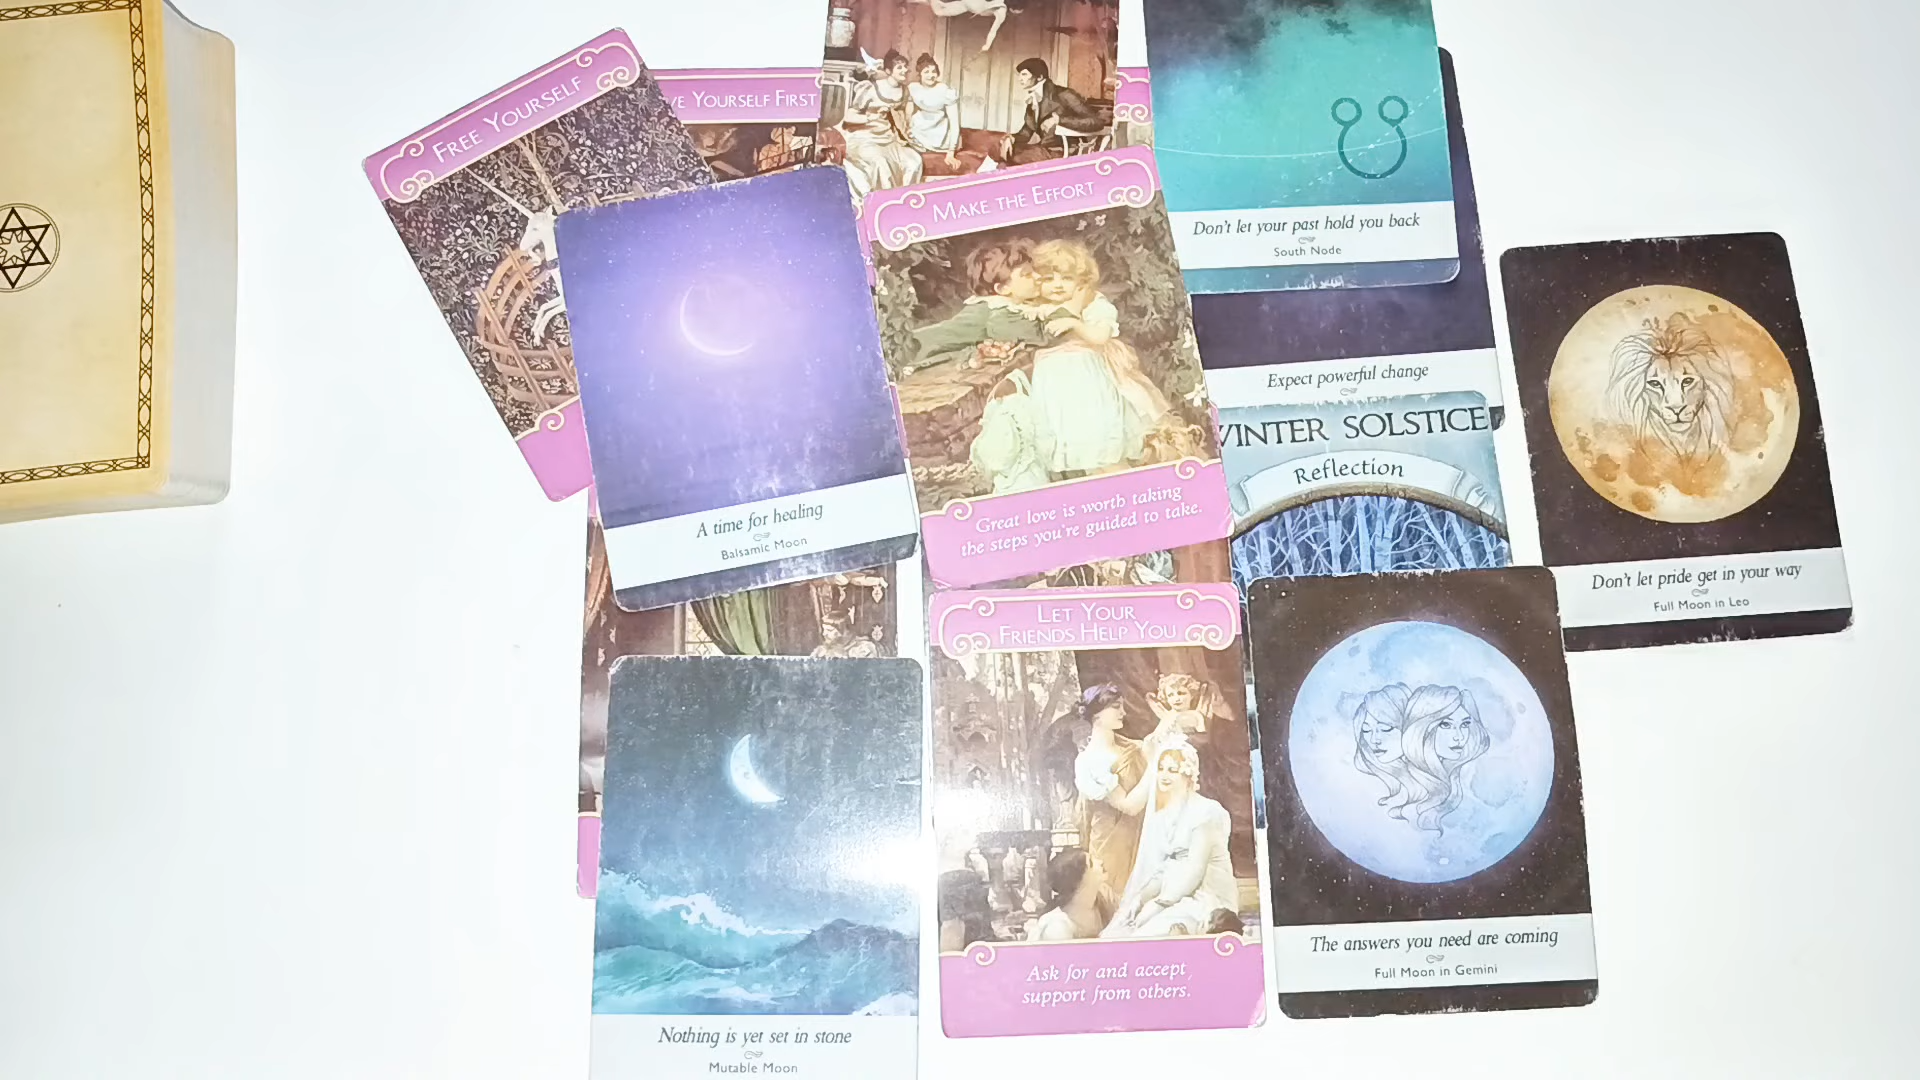 FREE YOURSELF
YOURSELF FIRST
MAKE THE EFFORT
Great love is worth taking
the steps you're guided to take.
Don't let your past hold you back
South Node
Expect powerful change
WINTER SOLSTICE
Reflection
Don't let pride get in your way
Full Moon in Leo
A time for healing
Balsamic Moon
LET YOUR
FRIENDS HELP YOU
Ask for and accept
support from others.
The answers you need are coming
Full Moon in Gemini
Nothing is yet set in stone
Mutable Moon